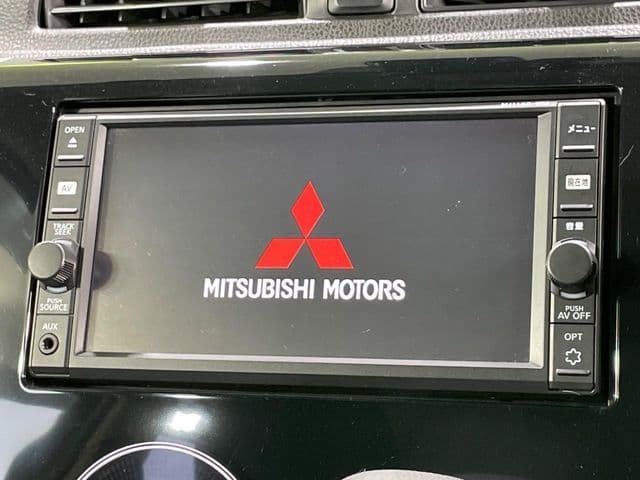 OPEN
AV
TRACK
SEEK
PUSH
SOURCE
AUX
MITSUBISHI MOTORS
メニュー
現在地
音量
PUSH
AV OFF
OPT